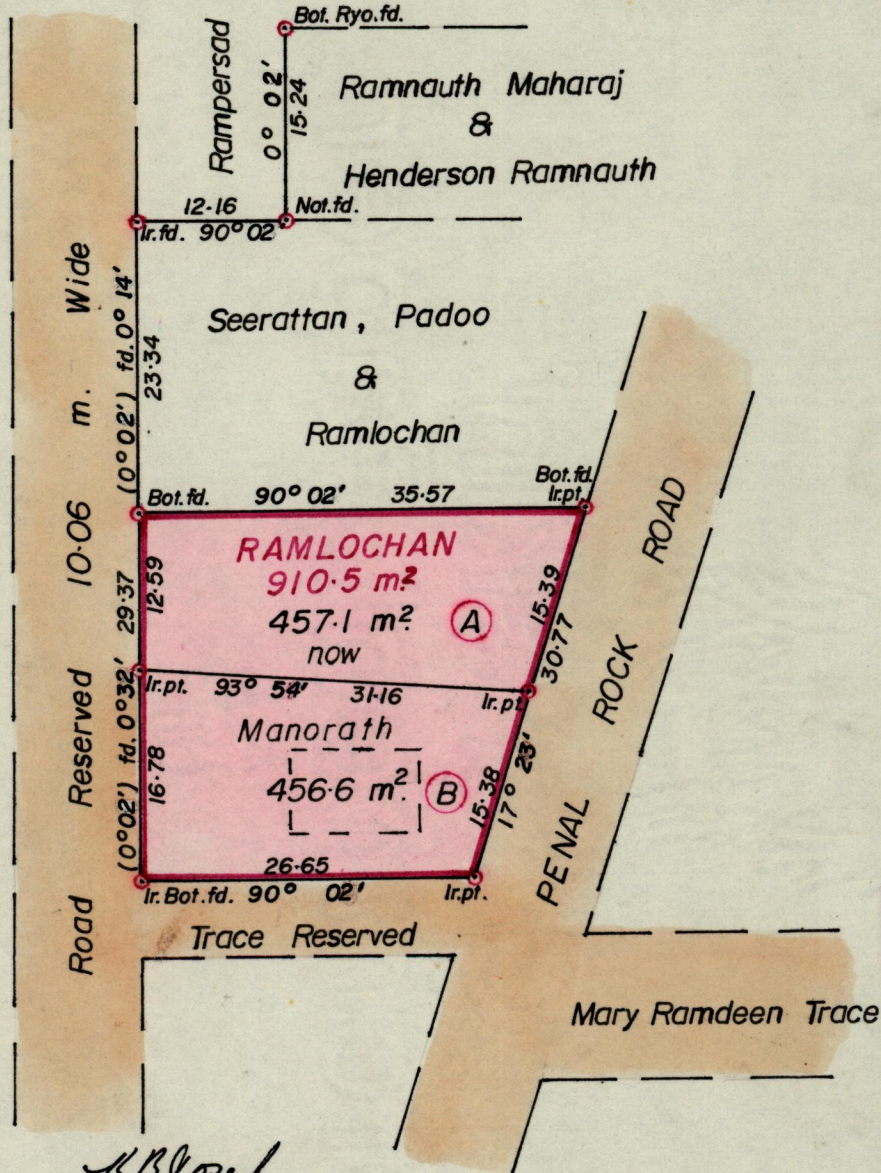 Bot. Ryo.fd.
Rampersad
0° 02'
15·24
Ramnauth Maharaj
&
Henderson Ramnauth
12·16
Not.fd.
Ir.fd. 90° 02'
Road Reserved 10·06 m. Wide
(0° 02') fd. 0° 14'
23·34
Seerattan, Padoo
&
Ramlochan
Bot.fd. 90° 02' 35·57
Bot.fd.
Ir.pt.
RAMLOCHAN
910·5 m²
457·1 m²
A
now
29·37
12·59
15·39
30·77
Ir.pt. 93° 54' 31·16 Ir.pt
Manorath
456·6 m²
B
(0°02') fd. 0°32'
16·78
15·38
17° 23'
26·65
Ir. Bot.fd. 90° 02' Ir.pt.
PENAL ROCK ROAD
Trace Reserved
Mary Ramdeen Trace